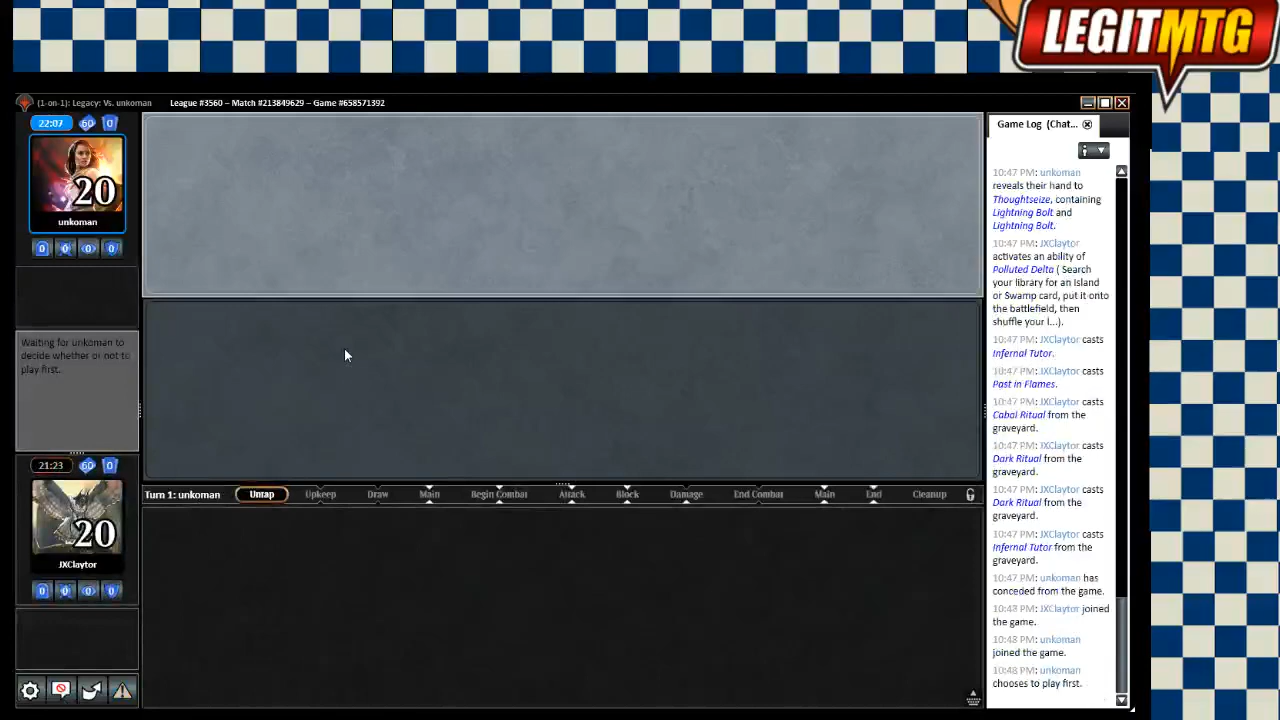 LEGITMTG
(1-on-1): Legacy: Vs. unkoman
League #3560 – Match #213849629 – Game #658571392
22:07 60 0
20
unkoman
0 0 0 0
Waiting for unkoman to
decide whether or not to
play first.
21:23 60 0
20
JXClaytor
0 0 0 0
Turn 1: unkoman Untap Upkeep Draw Main Begin Combat Attack Block Damage End Combat Main End Cleanup
Game Log (Chat...
10:47 PM: unkoman
reveals their hand to
Thoughtseize, containing
Lightning Bolt and
Lightning Bolt.
10:47 PM: JXClaytor
activates an ability of
Polluted Delta ( Search
your library for an Island
or Swamp card, put it onto
the battlefield, then
shuffle your l...).
10:47 PM: JXClaytor casts
Infernal Tutor.
10:47 PM: JXClaytor casts
Past in Flames.
10:47 PM: JXClaytor casts
Cabal Ritual from the
graveyard.
10:47 PM: JXClaytor casts
Dark Ritual from the
graveyard.
10:47 PM: JXClaytor casts
Dark Ritual from the
graveyard.
10:47 PM: JXClaytor casts
Infernal Tutor from the
graveyard.
10:47 PM: unkoman has
conceded from the game.
10:48 PM: JXClaytor joined
the game.
10:48 PM: unkoman
joined the game.
10:48 PM: unkoman
chooses to play first.